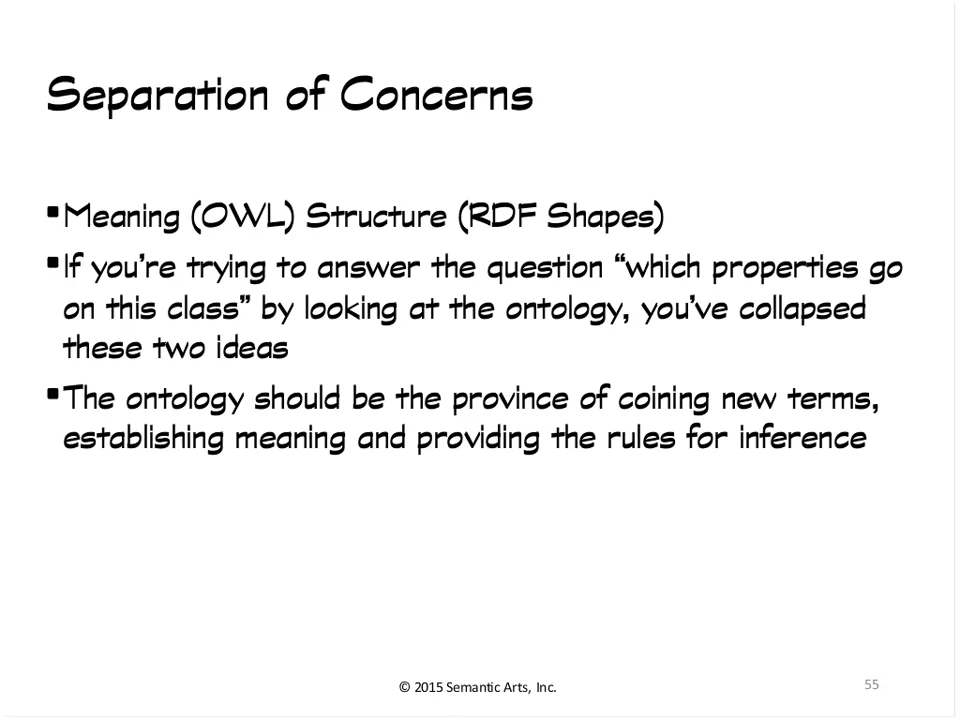 Separation of Concerns
▪Meaning (OWL) Structure (RDF Shapes)
▪If you’re trying to answer the question “which properties go
on this class” by looking at the ontology, you’ve collapsed
these two ideas
▪The ontology should be the province of coining new terms,
establishing meaning and providing the rules for inference
© 2015 Semantic Arts, Inc.
55